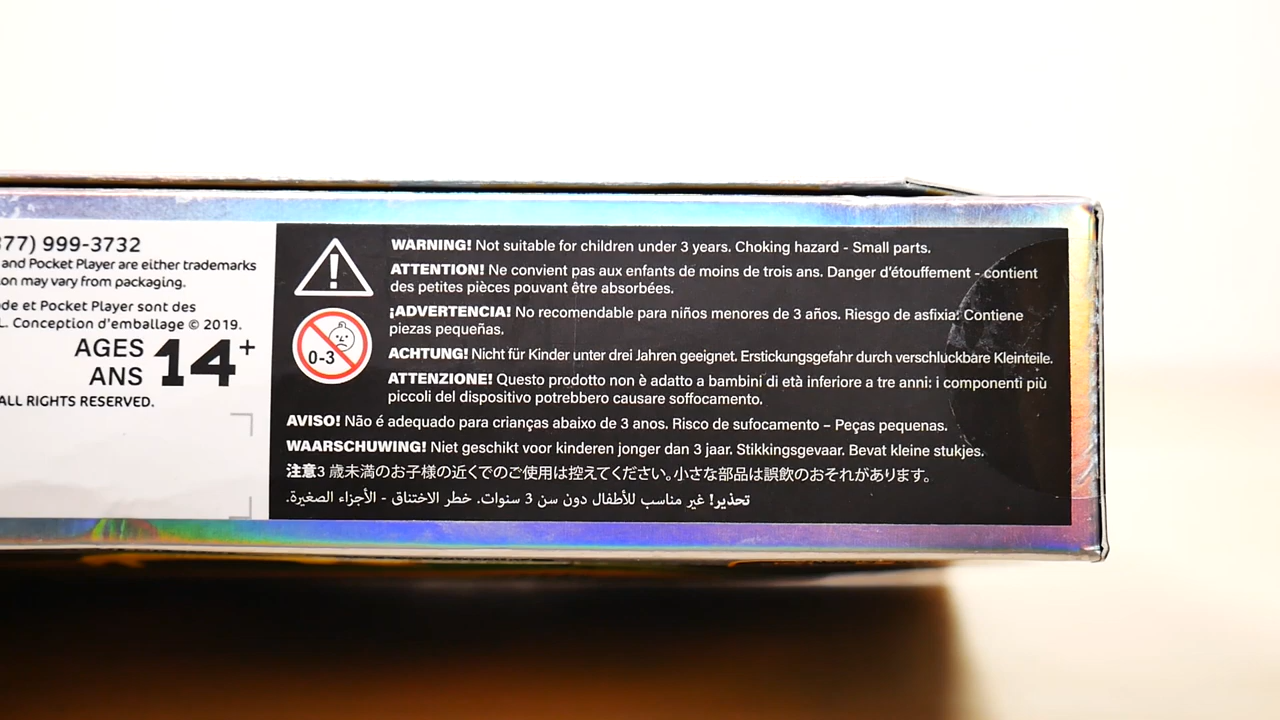 77) 999-3732
and Pocket Player are either trademarks
on may vary from packaging.
de et Pocket Player sont des
L. Conception d'emballage © 2019.
AGES
ANS
14+
ALL RIGHTS RESERVED.
WARNING! Not suitable for children under 3 years. Choking hazard - Small parts.
ATTENTION! Ne convient pas aux enfants de moins de trois ans. Danger d'étouffement - contient
des petites pièces pouvant être absorbées.
0-3
¡ADVERTENCIA! No recomendable para niños menores de 3 años. Riesgo de asfixia: Contiene
piezas pequeñas.
ACHTUNG! Nicht für Kinder unter drei Jahren geeignet. Erstickungsgefahr durch verschluckbare Kleinteile.
ATTENZIONE! Questo prodotto non è adatto a bambini di età inferiore a tre anni: i componenti più
piccoli del dispositivo potrebbero causare soffocamento.
AVISO! Não é adequado para crianças abaixo de 3 anos. Risco de sufocamento – Peças pequenas.
WAARSCHUWING! Niet geschikt voor kinderen jonger dan 3 jaar. Stikkingsgevaar. Bevat kleine stukjes.
注意3 歳未満のお子様の近くでのご使用は控えてください。小さな部品は誤飲のおそれがあります。
تحذير! غير مناسب للأطفال دون سن 3 سنوات. خطر الاختناق - الأجزاء الصغيرة.